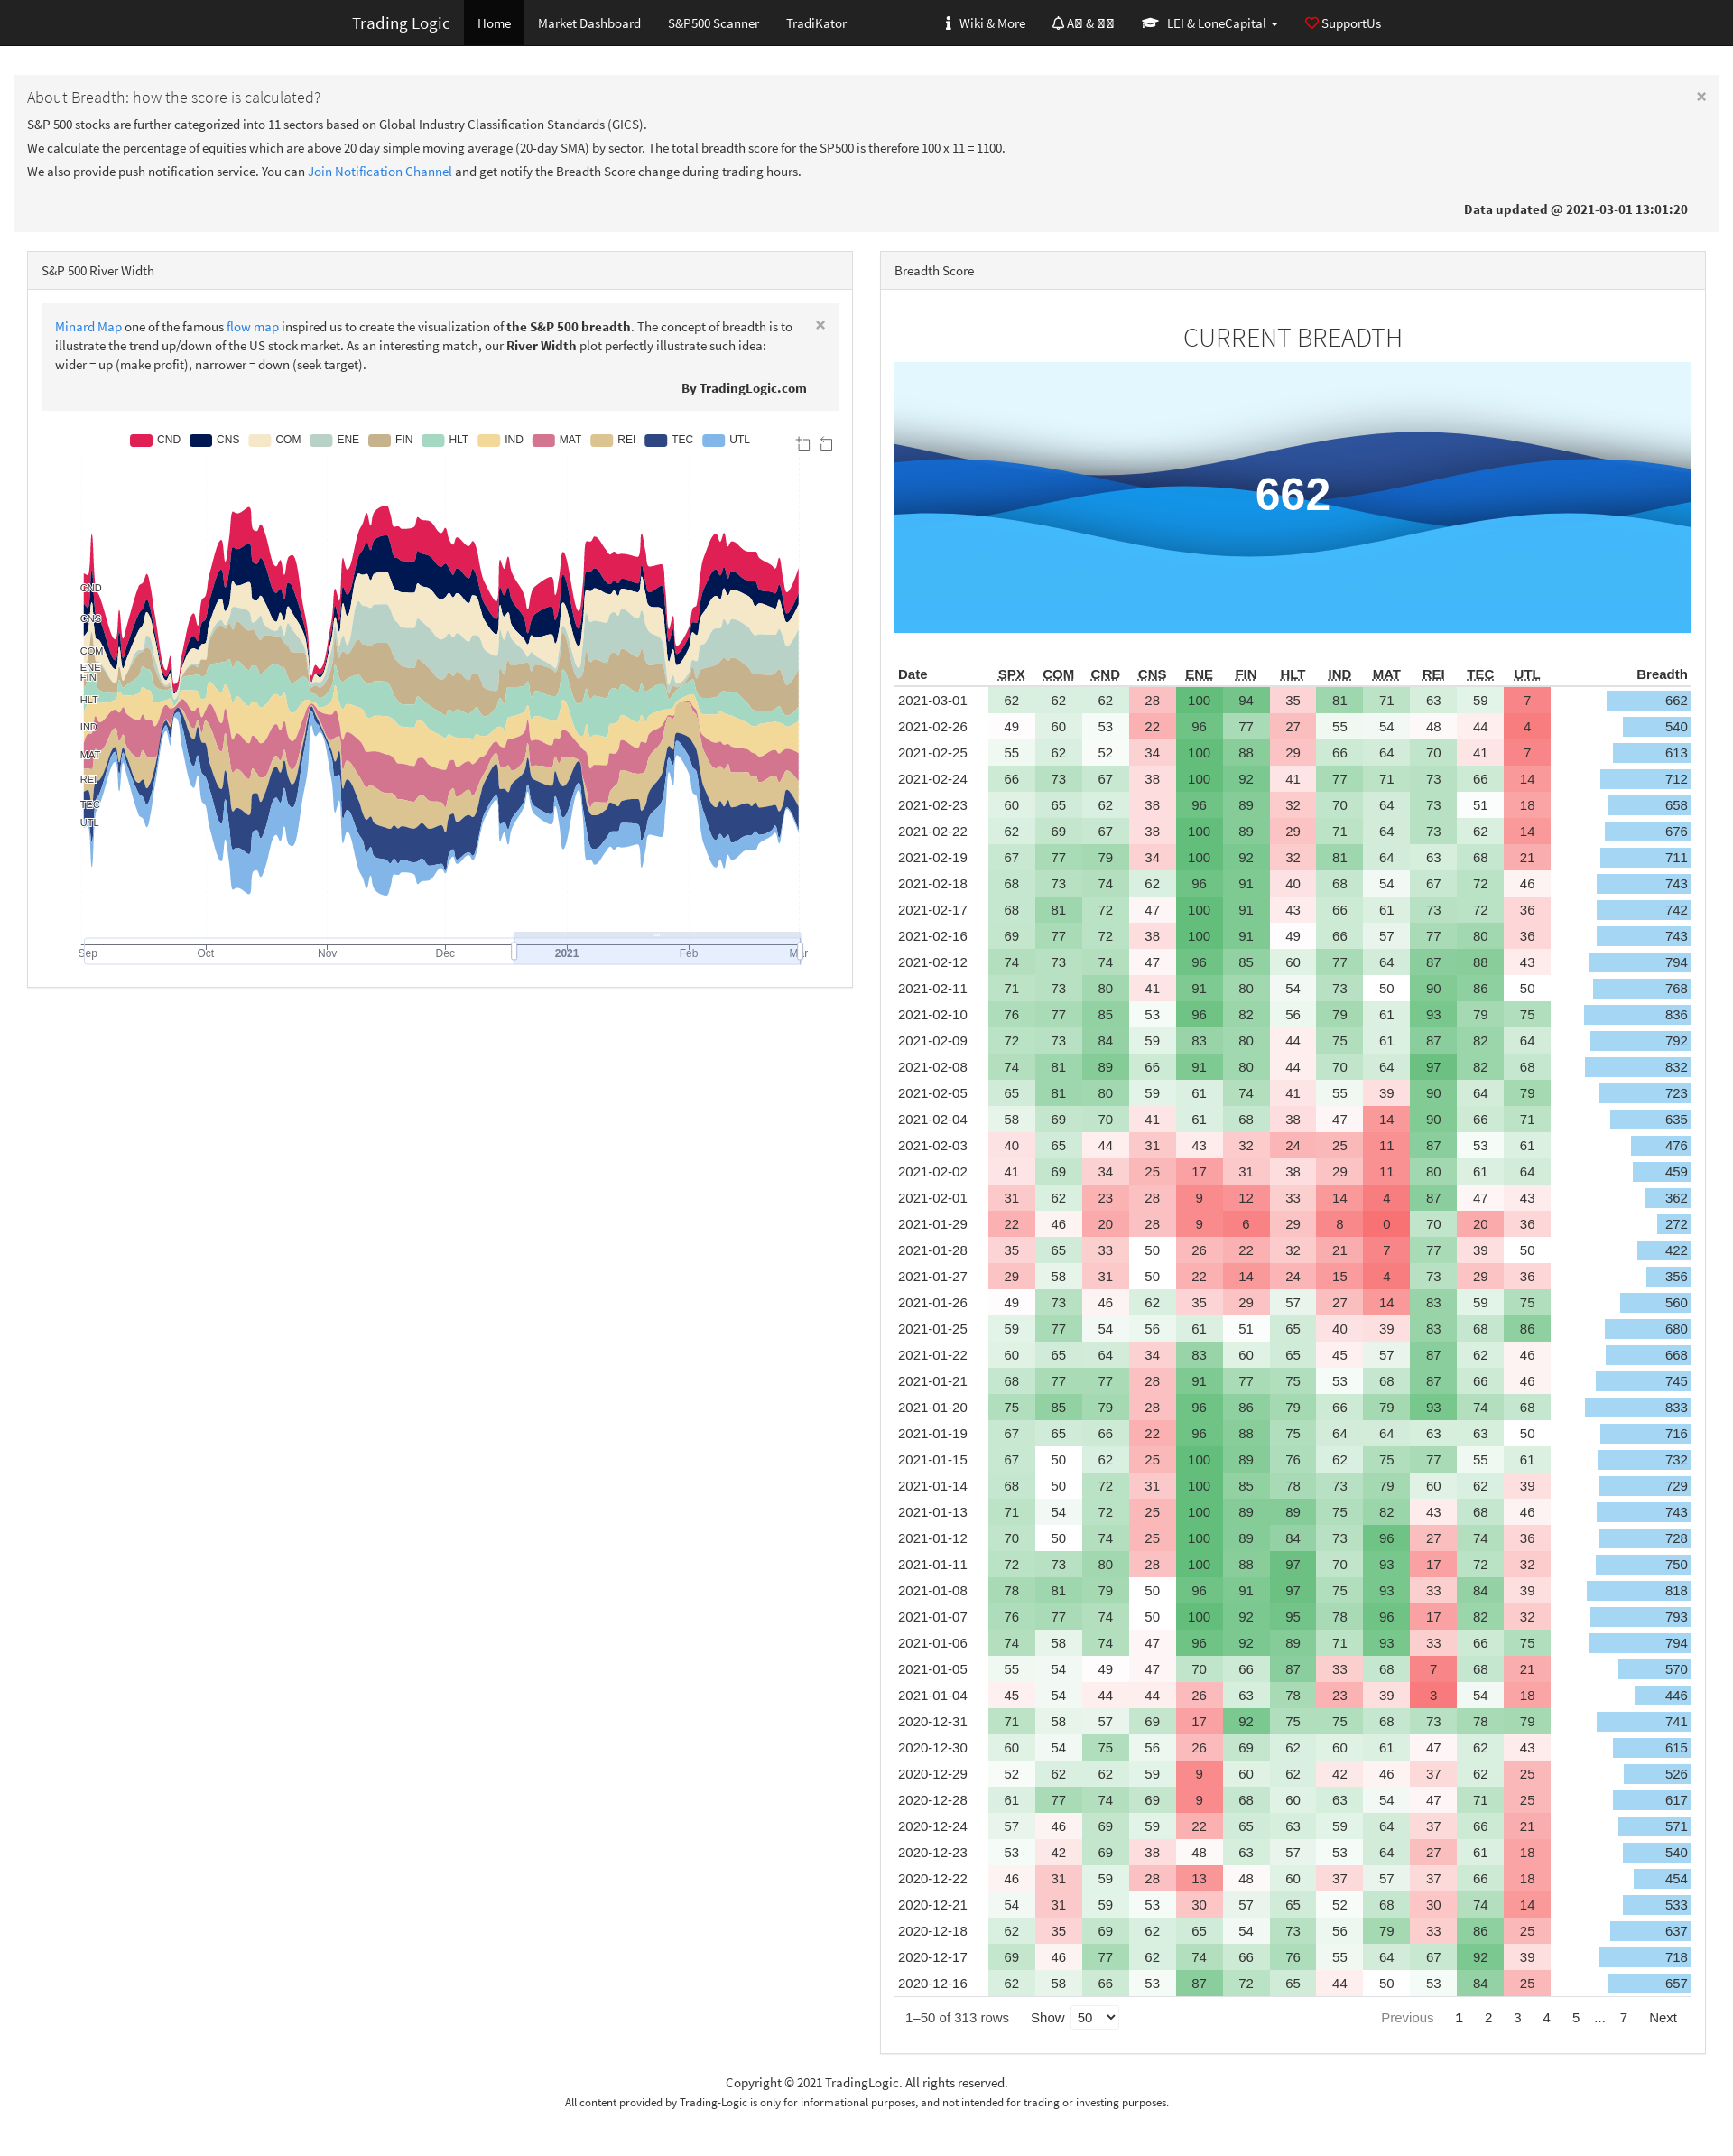 Trading Logic Home Market Dashboard S&P500 Scanner TradiKator Wiki & More A & LEI & LoneCapital SupportUs
About Breadth: how the score is calculated? ×
S&P 500 stocks are further categorized into 11 sectors based on Global Industry Classification Standards (GICS).
We calculate the percentage of equities which are above 20 day simple moving average (20-day SMA) by sector. The total breadth score for the SP500 is therefore 100 x 11 = 1100.
We also provide push notification service. You can Join Notification Channel and get notify the Breadth Score change during trading hours.
Data updated @ 2021-03-01 13:01:20
S&P 500 River Width
Minard Map one of the famous flow map inspired us to create the visualization of the S&P 500 breadth. The concept of breadth is to ×
illustrate the trend up/down of the US stock market. As an interesting match, our River Width plot perfectly illustrate such idea:
wider = up (make profit), narrower = down (seek target).
By TradingLogic.com
CND CNS COM ENE FIN HLT IND MAT REI TEC UTL
CND
CNS
COM
ENE
FIN
HLT
IND
MAT
REI
TEC
UTL
Sep Oct Nov Dec 2021 Feb Mar
Breadth Score
CURRENT BREADTH
662
Date SPX COM CND CNS ENE FIN HLT IND MAT REI TEC UTL Breadth
2021-03-01 62 62 62 28 100 94 35 81 71 63 59 7 662
2021-02-26 49 60 53 22 96 77 27 55 54 48 44 4 540
2021-02-25 55 62 52 34 100 88 29 66 64 70 41 7 613
2021-02-24 66 73 67 38 100 92 41 77 71 73 66 14 712
2021-02-23 60 65 62 38 96 89 32 70 64 73 51 18 658
2021-02-22 62 69 67 38 100 89 29 71 64 73 62 14 676
2021-02-19 67 77 79 34 100 92 32 81 64 63 68 21 711
2021-02-18 68 73 74 62 96 91 40 68 54 67 72 46 743
2021-02-17 68 81 72 47 100 91 43 66 61 73 72 36 742
2021-02-16 69 77 72 38 100 91 49 66 57 77 80 36 743
2021-02-12 74 73 74 47 96 85 60 77 64 87 88 43 794
2021-02-11 71 73 80 41 91 80 54 73 50 90 86 50 768
2021-02-10 76 77 85 53 96 82 56 79 61 93 79 75 836
2021-02-09 72 73 84 59 83 80 44 75 61 87 82 64 792
2021-02-08 74 81 89 66 91 80 44 70 64 97 82 68 832
2021-02-05 65 81 80 59 61 74 41 55 39 90 64 79 723
2021-02-04 58 69 70 41 61 68 38 47 14 90 66 71 635
2021-02-03 40 65 44 31 43 32 24 25 11 87 53 61 476
2021-02-02 41 69 34 25 17 31 38 29 11 80 61 64 459
2021-02-01 31 62 23 28 9 12 33 14 4 87 47 43 362
2021-01-29 22 46 20 28 9 6 29 8 0 70 20 36 272
2021-01-28 35 65 33 50 26 22 32 21 7 77 39 50 422
2021-01-27 29 58 31 50 22 14 24 15 4 73 29 36 356
2021-01-26 49 73 46 62 35 29 57 27 14 83 59 75 560
2021-01-25 59 77 54 56 61 51 65 40 39 83 68 86 680
2021-01-22 60 65 64 34 83 60 65 45 57 87 62 46 668
2021-01-21 68 77 77 28 91 77 75 53 68 87 66 46 745
2021-01-20 75 85 79 28 96 86 79 66 79 93 74 68 833
2021-01-19 67 65 66 22 96 88 75 64 64 63 63 50 716
2021-01-15 67 50 62 25 100 89 76 62 75 77 55 61 732
2021-01-14 68 50 72 31 100 85 78 73 79 60 62 39 729
2021-01-13 71 54 72 25 100 89 89 75 82 43 68 46 743
2021-01-12 70 50 74 25 100 89 84 73 96 27 74 36 728
2021-01-11 72 73 80 28 100 88 97 70 93 17 72 32 750
2021-01-08 78 81 79 50 96 91 97 75 93 33 84 39 818
2021-01-07 76 77 74 50 100 92 95 78 96 17 82 32 793
2021-01-06 74 58 74 47 96 92 89 71 93 33 66 75 794
2021-01-05 55 54 49 47 70 66 87 33 68 7 68 21 570
2021-01-04 45 54 44 44 26 63 78 23 39 3 54 18 446
2020-12-31 71 58 57 69 17 92 75 75 68 73 78 79 741
2020-12-30 60 54 75 56 26 69 62 60 61 47 62 43 615
2020-12-29 52 62 62 59 9 60 62 42 46 37 62 25 526
2020-12-28 61 77 74 69 9 68 60 63 54 47 71 25 617
2020-12-24 57 46 69 59 22 65 63 59 64 37 66 21 571
2020-12-23 53 42 69 38 48 63 57 53 64 27 61 18 540
2020-12-22 46 31 59 28 13 48 60 37 57 37 66 18 454
2020-12-21 54 31 59 53 30 57 65 52 68 30 74 14 533
2020-12-18 62 35 69 62 65 54 73 56 79 33 86 25 637
2020-12-17 69 46 77 62 74 66 76 55 64 67 92 39 718
2020-12-16 62 58 66 53 87 72 65 44 50 53 84 25 657
1–50 of 313 rows Show 50 Previous 1 2 3 4 5 ... 7 Next
Copyright © 2021 TradingLogic. All rights reserved.
All content provided by Trading-Logic is only for informational purposes, and not intended for trading or investing purposes.